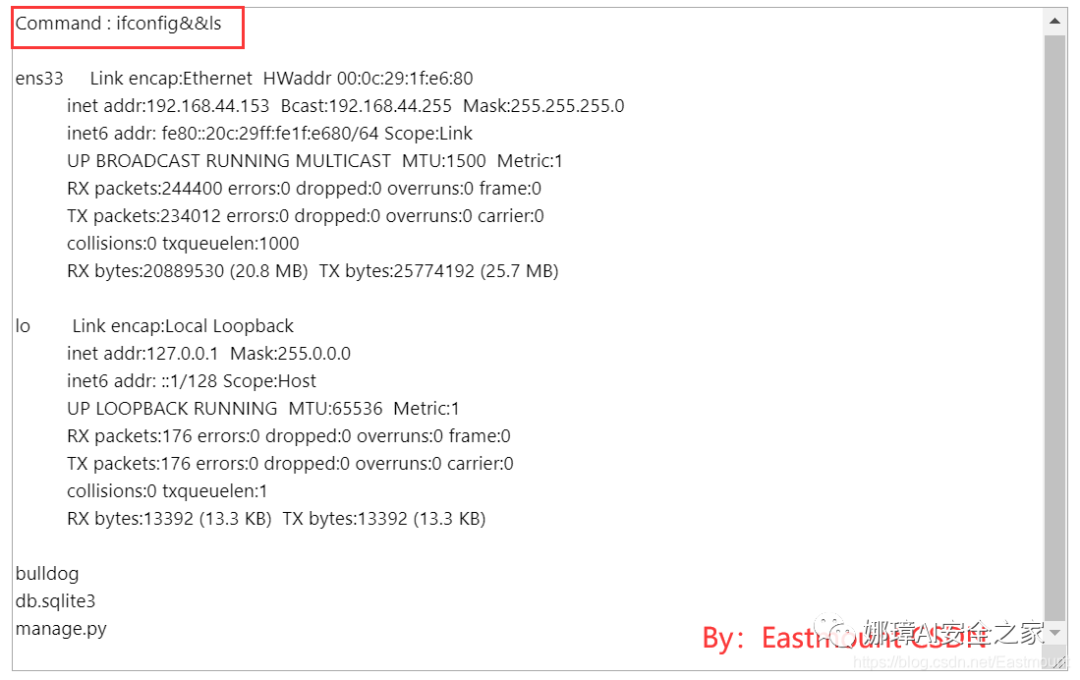 Command : ifconfig&&ls
ens33 Link encap:Ethernet HWaddr 00:0c:29:1f:e6:80
inet addr:192.168.44.153 Bcast:192.168.44.255 Mask:255.255.255.0
inet6 addr: fe80::20c:29ff:fe1f:e680/64 Scope:Link
UP BROADCAST RUNNING MULTICAST MTU:1500 Metric:1
RX packets:244400 errors:0 dropped:0 overruns:0 frame:0
TX packets:234012 errors:0 dropped:0 overruns:0 carrier:0
collisions:0 txqueuelen:1000
RX bytes:20889530 (20.8 MB) TX bytes:25774192 (25.7 MB)
lo Link encap:Local Loopback
inet addr:127.0.0.1 Mask:255.0.0.0
inet6 addr: ::1/128 Scope:Host
UP LOOPBACK RUNNING MTU:65536 Metric:1
RX packets:176 errors:0 dropped:0 overruns:0 frame:0
TX packets:176 errors:0 dropped:0 overruns:0 carrier:0
collisions:0 txqueuelen:1
RX bytes:13392 (13.3 KB) TX bytes:13392 (13.3 KB)
bulldog
db.sqlite3
manage.py
By：Eastmount CSDN
娜璋AI安全之家
https://blog.csdn.net/Eastmount